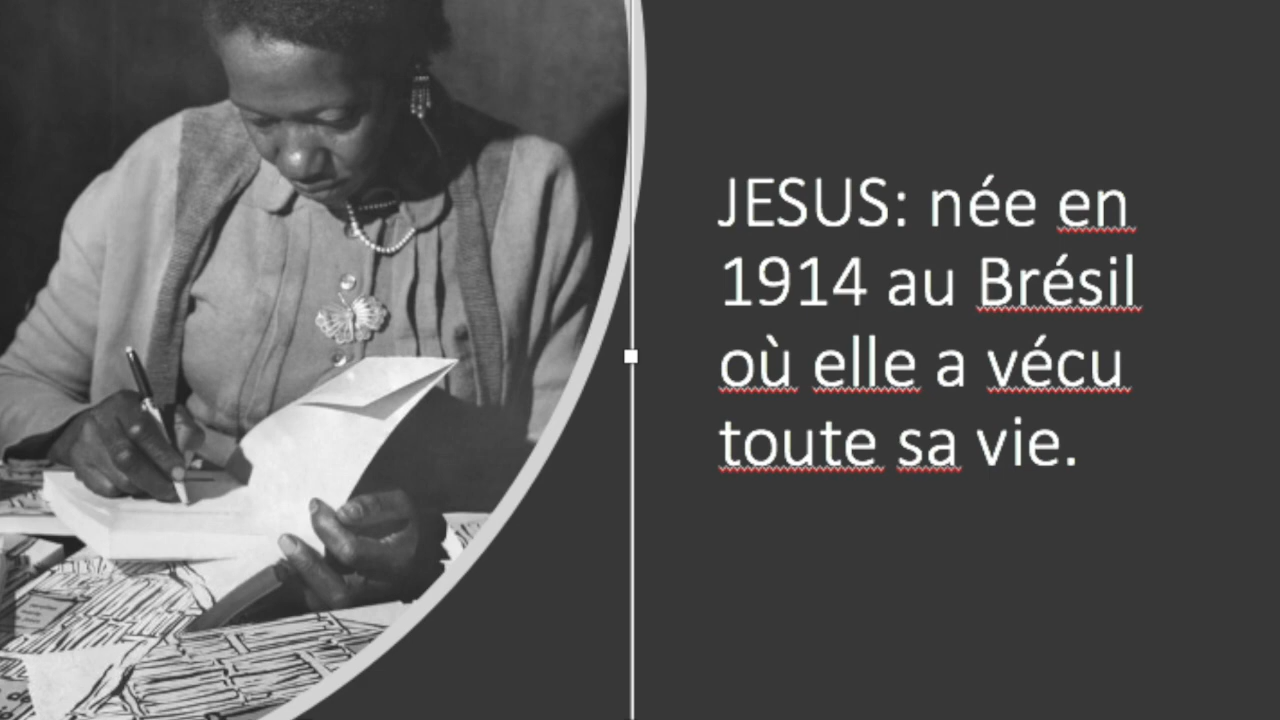 JESUS: née en
1914 au Brésil
où elle a vécu
toute sa vie.